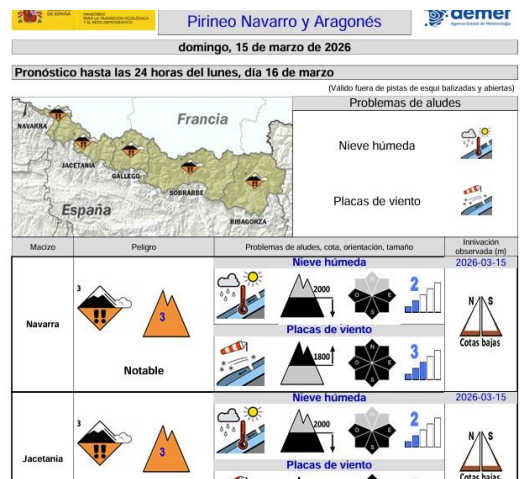 DE ESPAÑA
MINISTERIO
PARA LA TRANSICIÓN ECOLÓGICA
Y EL RETO DEMOGRÁFICO
Pirineo Navarro y Aragonés
aemet
Agencia Estatal de Meteorología
domingo, 15 de marzo de 2026
Pronóstico hasta las 24 horas del lunes, día 16 de marzo
(Válido fuera de pistas de esquí balizadas y abiertas)
NAVARRA
JACETANIA
GALLEGO
SOBRARBE
RIBAGORZA
Francia
España
Problemas de aludes
Nieve húmeda
Placas de viento
Macizo Peligro Problemas de aludes, cota, orientación, tamaño Innivación observada (m)
Nieve húmeda 2026-03-15
Navarra
3
3
Notable
2000
N
E
S
O
2
Placas de viento
1800
N
E
S
O
3
N S
Cotas bajas
Nieve húmeda 2026-03-15
Jacetania
3
3
2000
E
S
O
2
Placas de viento
N S
Cotas bajas